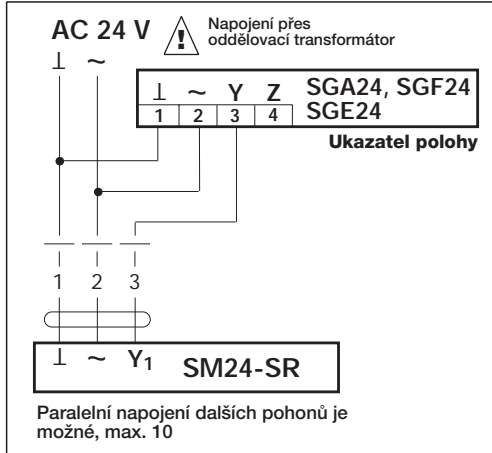 AC 24 V
Napojení přes
oddělovací transformátor
⊥ ~
⊥ ~ Y Z
1 2 3 4
SGA24, SGF24
SGE24
Ukazatel polohy
1 2 3
⊥ ~ Y1
SM24-SR
Paralelní napojení dalších pohonů je
možné, max. 10